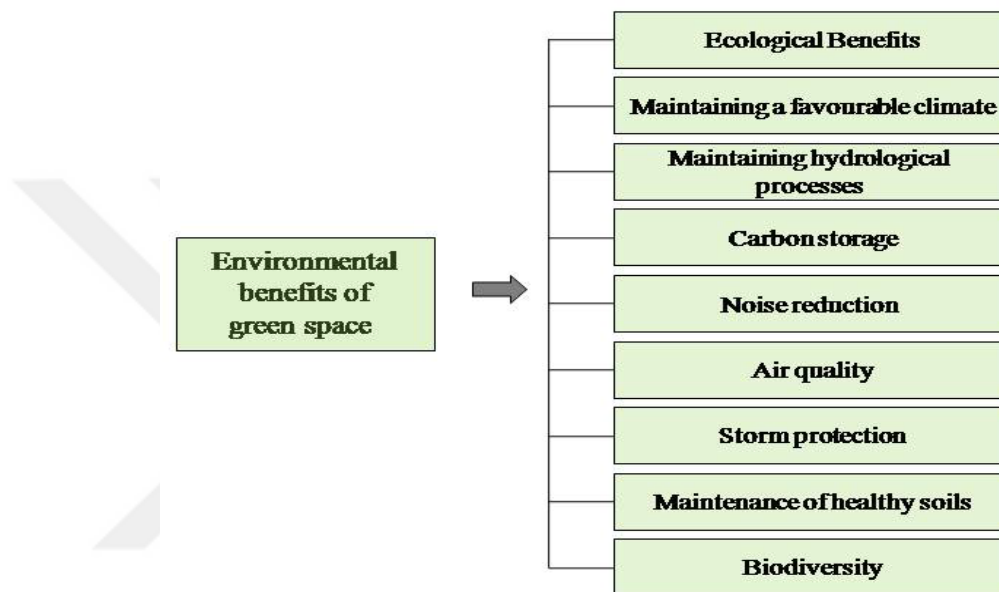 Environmental
benefits of
green space
Ecological Benefits
Maintaining a favourable climate
Maintaining hydrological
processes
Carbon storage
Noise reduction
Air quality
Storm protection
Maintenance of healthy soils
Biodiversity